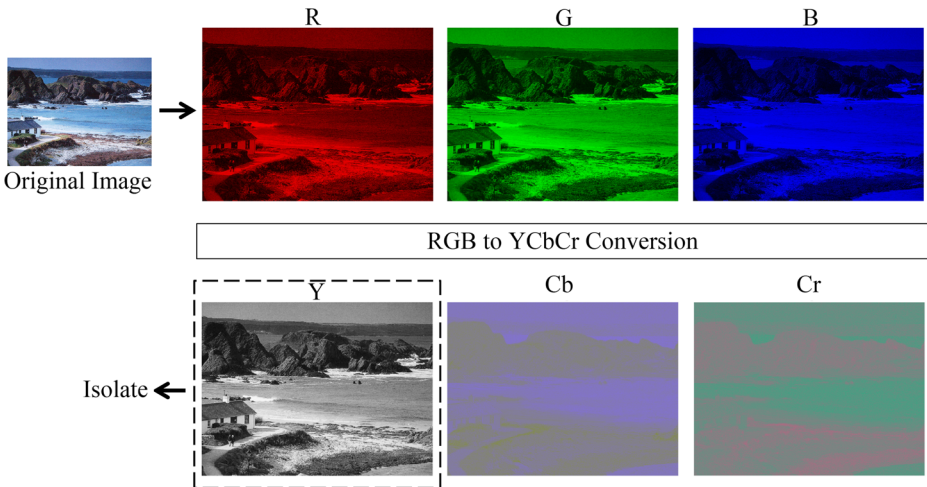 R
G
B
Original Image
RGB to YCbCr Conversion
Y
Cb
Cr
Isolate